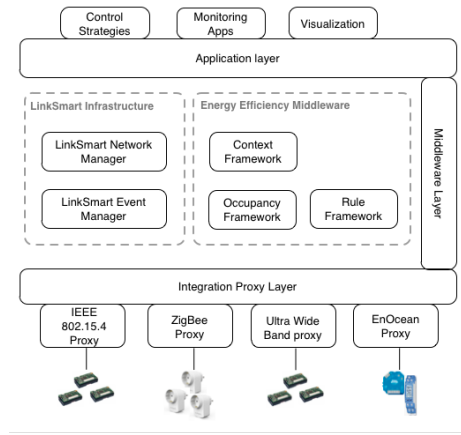 Control
Strategies
Monitoring
Apps
Visualization
Application layer
LinkSmart Infrastructure
Energy Efficiency Middleware
LinkSmart Network
Manager
Context
Framework
LinkSmart Event
Manager
Occupancy
Framework
Rule
Framework
Middleware Layer
Integration Proxy Layer
IEEE
802.15.4
Proxy
ZigBee
Proxy
Ultra Wide
Band proxy
EnOcean
Proxy